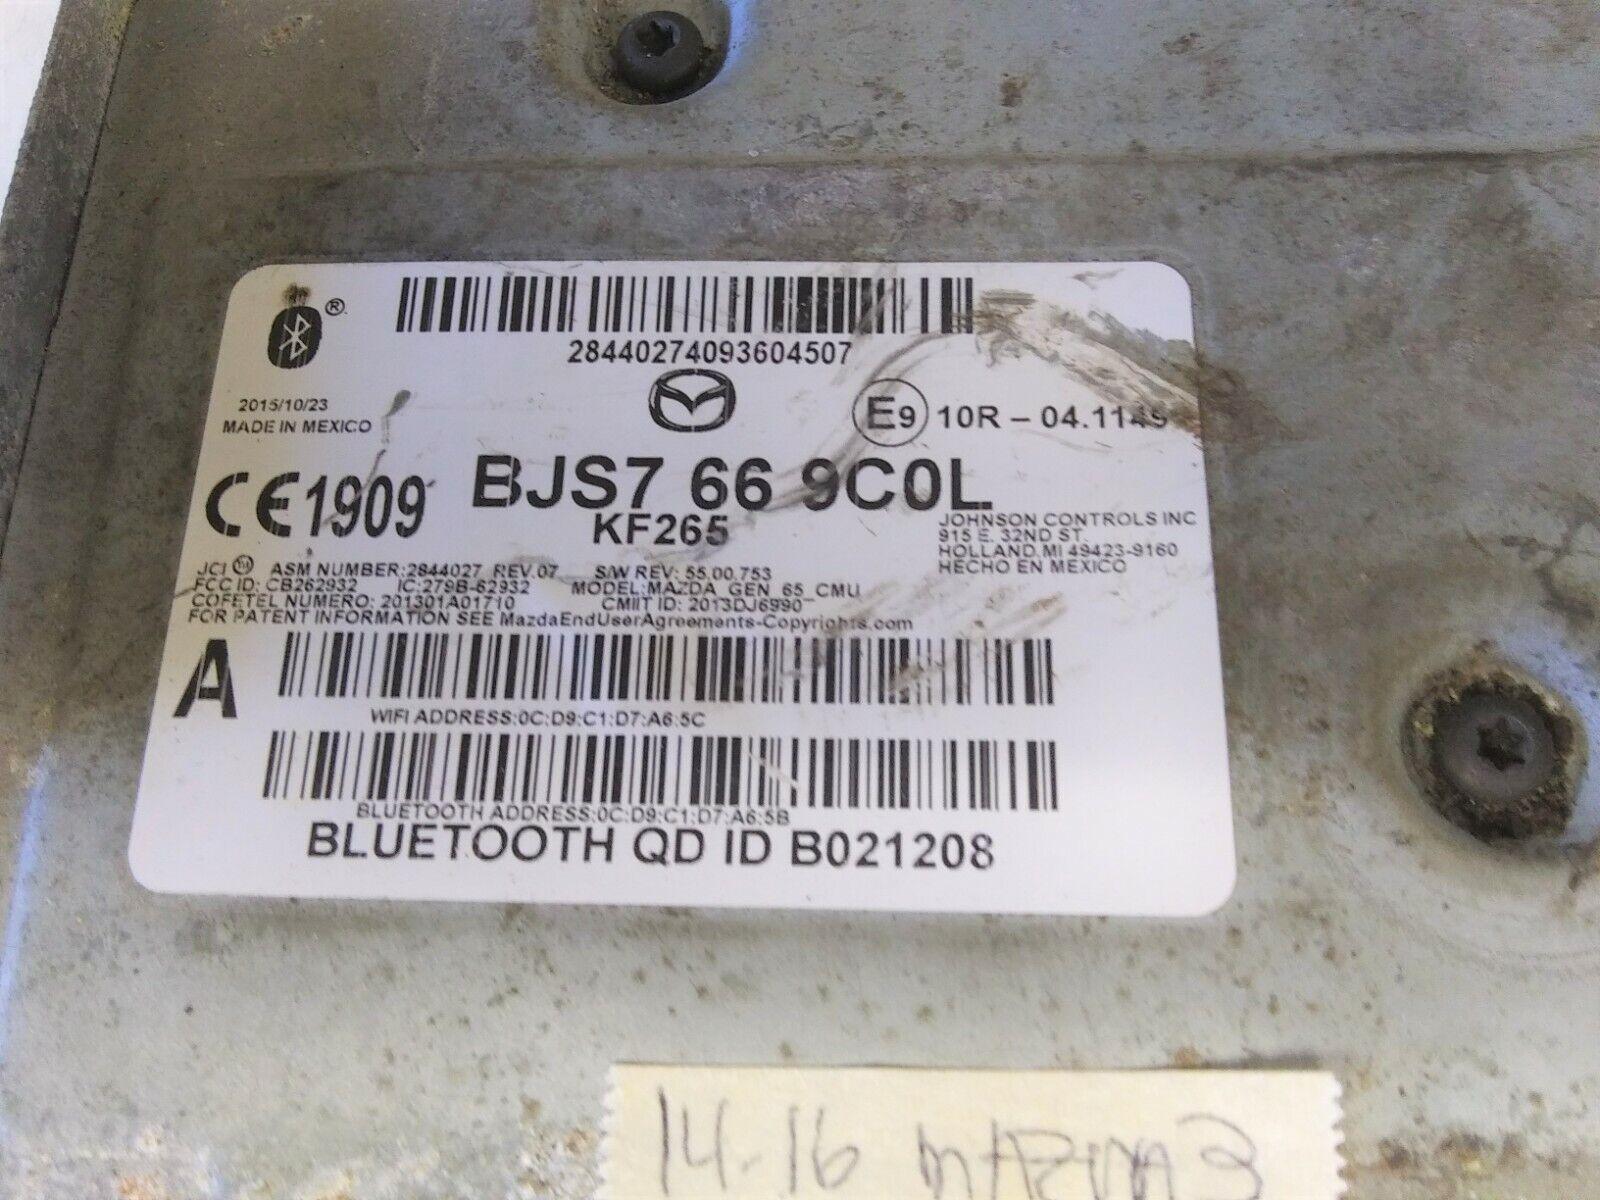 ®
28440274093604507
2015/10/23
MADE IN MEXICO
E9 10R – 04.1149
CE1909
BJS7 66 9C0L
KF265
JOHNSON CONTROLS INC
915 E. 32ND ST.
HOLLAND, MI 49423-9160
HECHO EN MEXICO
JCI ASM NUMBER:2844027 REV.07 S/W REV: 55.00.753
FCC ID: CB262932 IC:279B-62932 MODEL:MAZDA_GEN_65_CMU
COFETEL NUMERO: 201301A01710 CMIIT ID: 2013DJ6990
FOR PATENT INFORMATION SEE MazdaEndUserAgreements-Copyrights.com
A
WIFI ADDRESS:0C:D9:C1:D7:A6:5C
BLUETOOTH ADDRESS:0C:D9:C1:D7:A6:5B
BLUETOOTH QD ID B021208
14-16 MAZDA 3